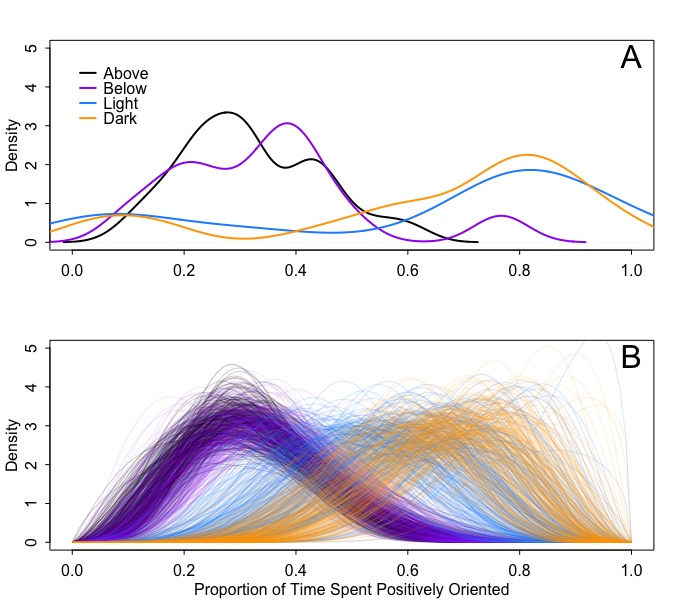 A
5
4
3
2
1
0
Density
Above
Below
Light
Dark
0.0 0.2 0.4 0.6 0.8 1.0
B
5
4
3
2
1
0
Density
0.0 0.2 0.4 0.6 0.8 1.0
Proportion of Time Spent Positively Oriented